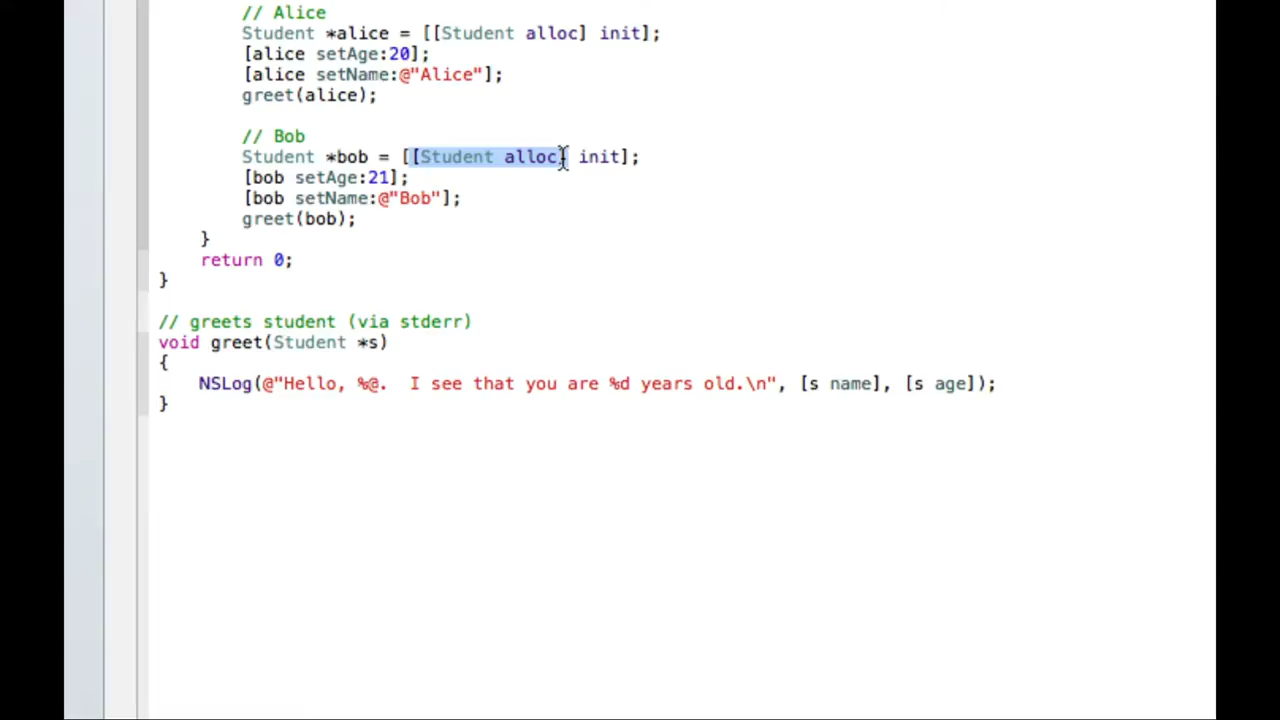 // Alice
Student *alice = [[Student alloc] init];
[alice setAge:20];
[alice setName:@"Alice"];
greet(alice);
// Bob
Student *bob = [[Student alloc] init];
[bob setAge:21];
[bob setName:@"Bob"];
greet(bob);
}
return 0;
}
// greets student (via stderr)
void greet(Student *s)
{
NSLog(@"Hello, %@.  I see that you are %d years old.\n", [s name], [s age]);
}